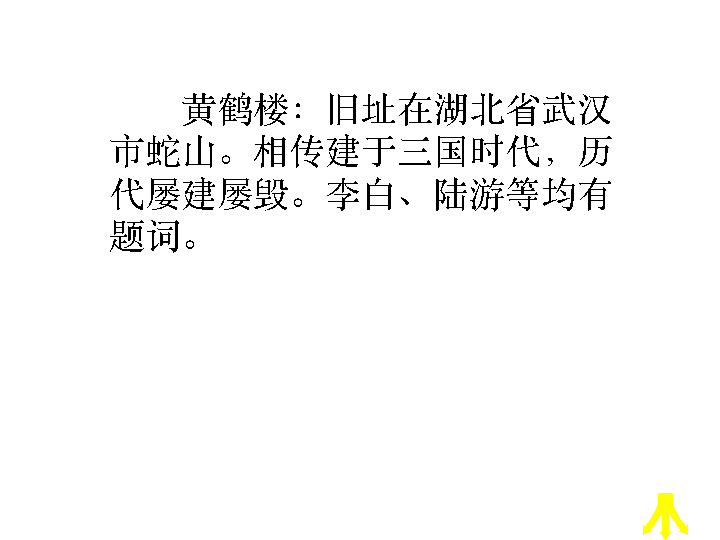 黄鹤楼：旧址在湖北省武汉
市蛇山。相传建于三国时代，历
代屡建屡毁。李白、陆游等均有
题词。